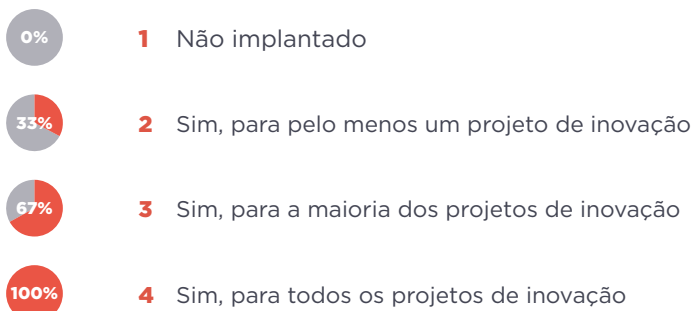 0% 1 Não implantado
33% 2 Sim, para pelo menos um projeto de inovação
67% 3 Sim, para a maioria dos projetos de inovação
100% 4 Sim, para todos os projetos de inovação